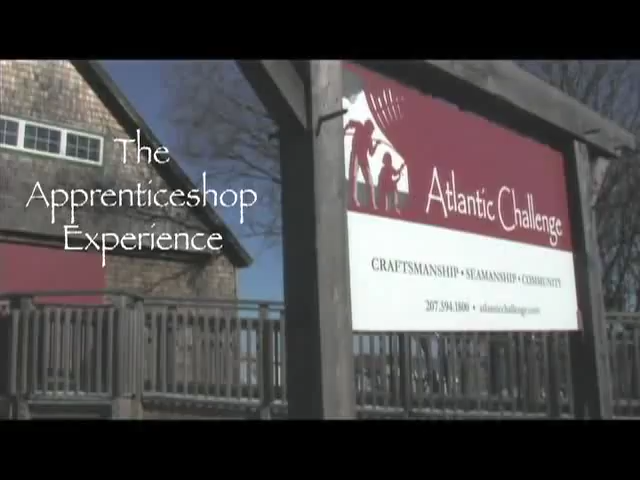 The
Apprenticeshop
Experience
Atlantic Challenge
CRAFTSMANSHIP • SEAMANSHIP • COMMUNITY
207.594.1800 • atlanticchallenge.com